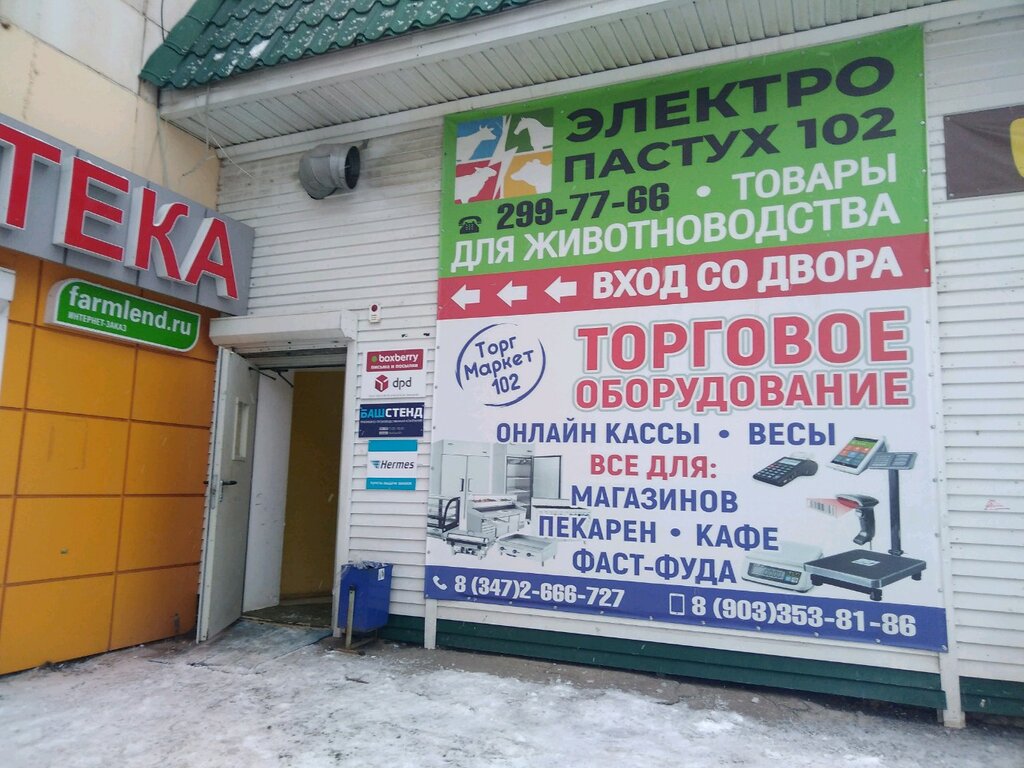 ТЕКА
farmlend.ru
ИНТЕРНЕТ-ЗАКАЗ
boxberry
письма и посылки
dpd
БАШСТЕНД
Hermes
ЭЛЕКТРО
ПАСТУХ 102
299-77-66 • ТОВАРЫ
ДЛЯ ЖИВОТНОВОДСТВА
ВХОД СО ДВОРА
Торг
Маркет
102
ТОРГОВОЕ
ОБОРУДОВАНИЕ
ОНЛАЙН КАССЫ • ВЕСЫ
ВСЕ ДЛЯ:
МАГАЗИНОВ
ПЕКАРЕН • КАФЕ
ФАСТ-ФУДА
8 (347)2-666-727
8 (903)353-81-86